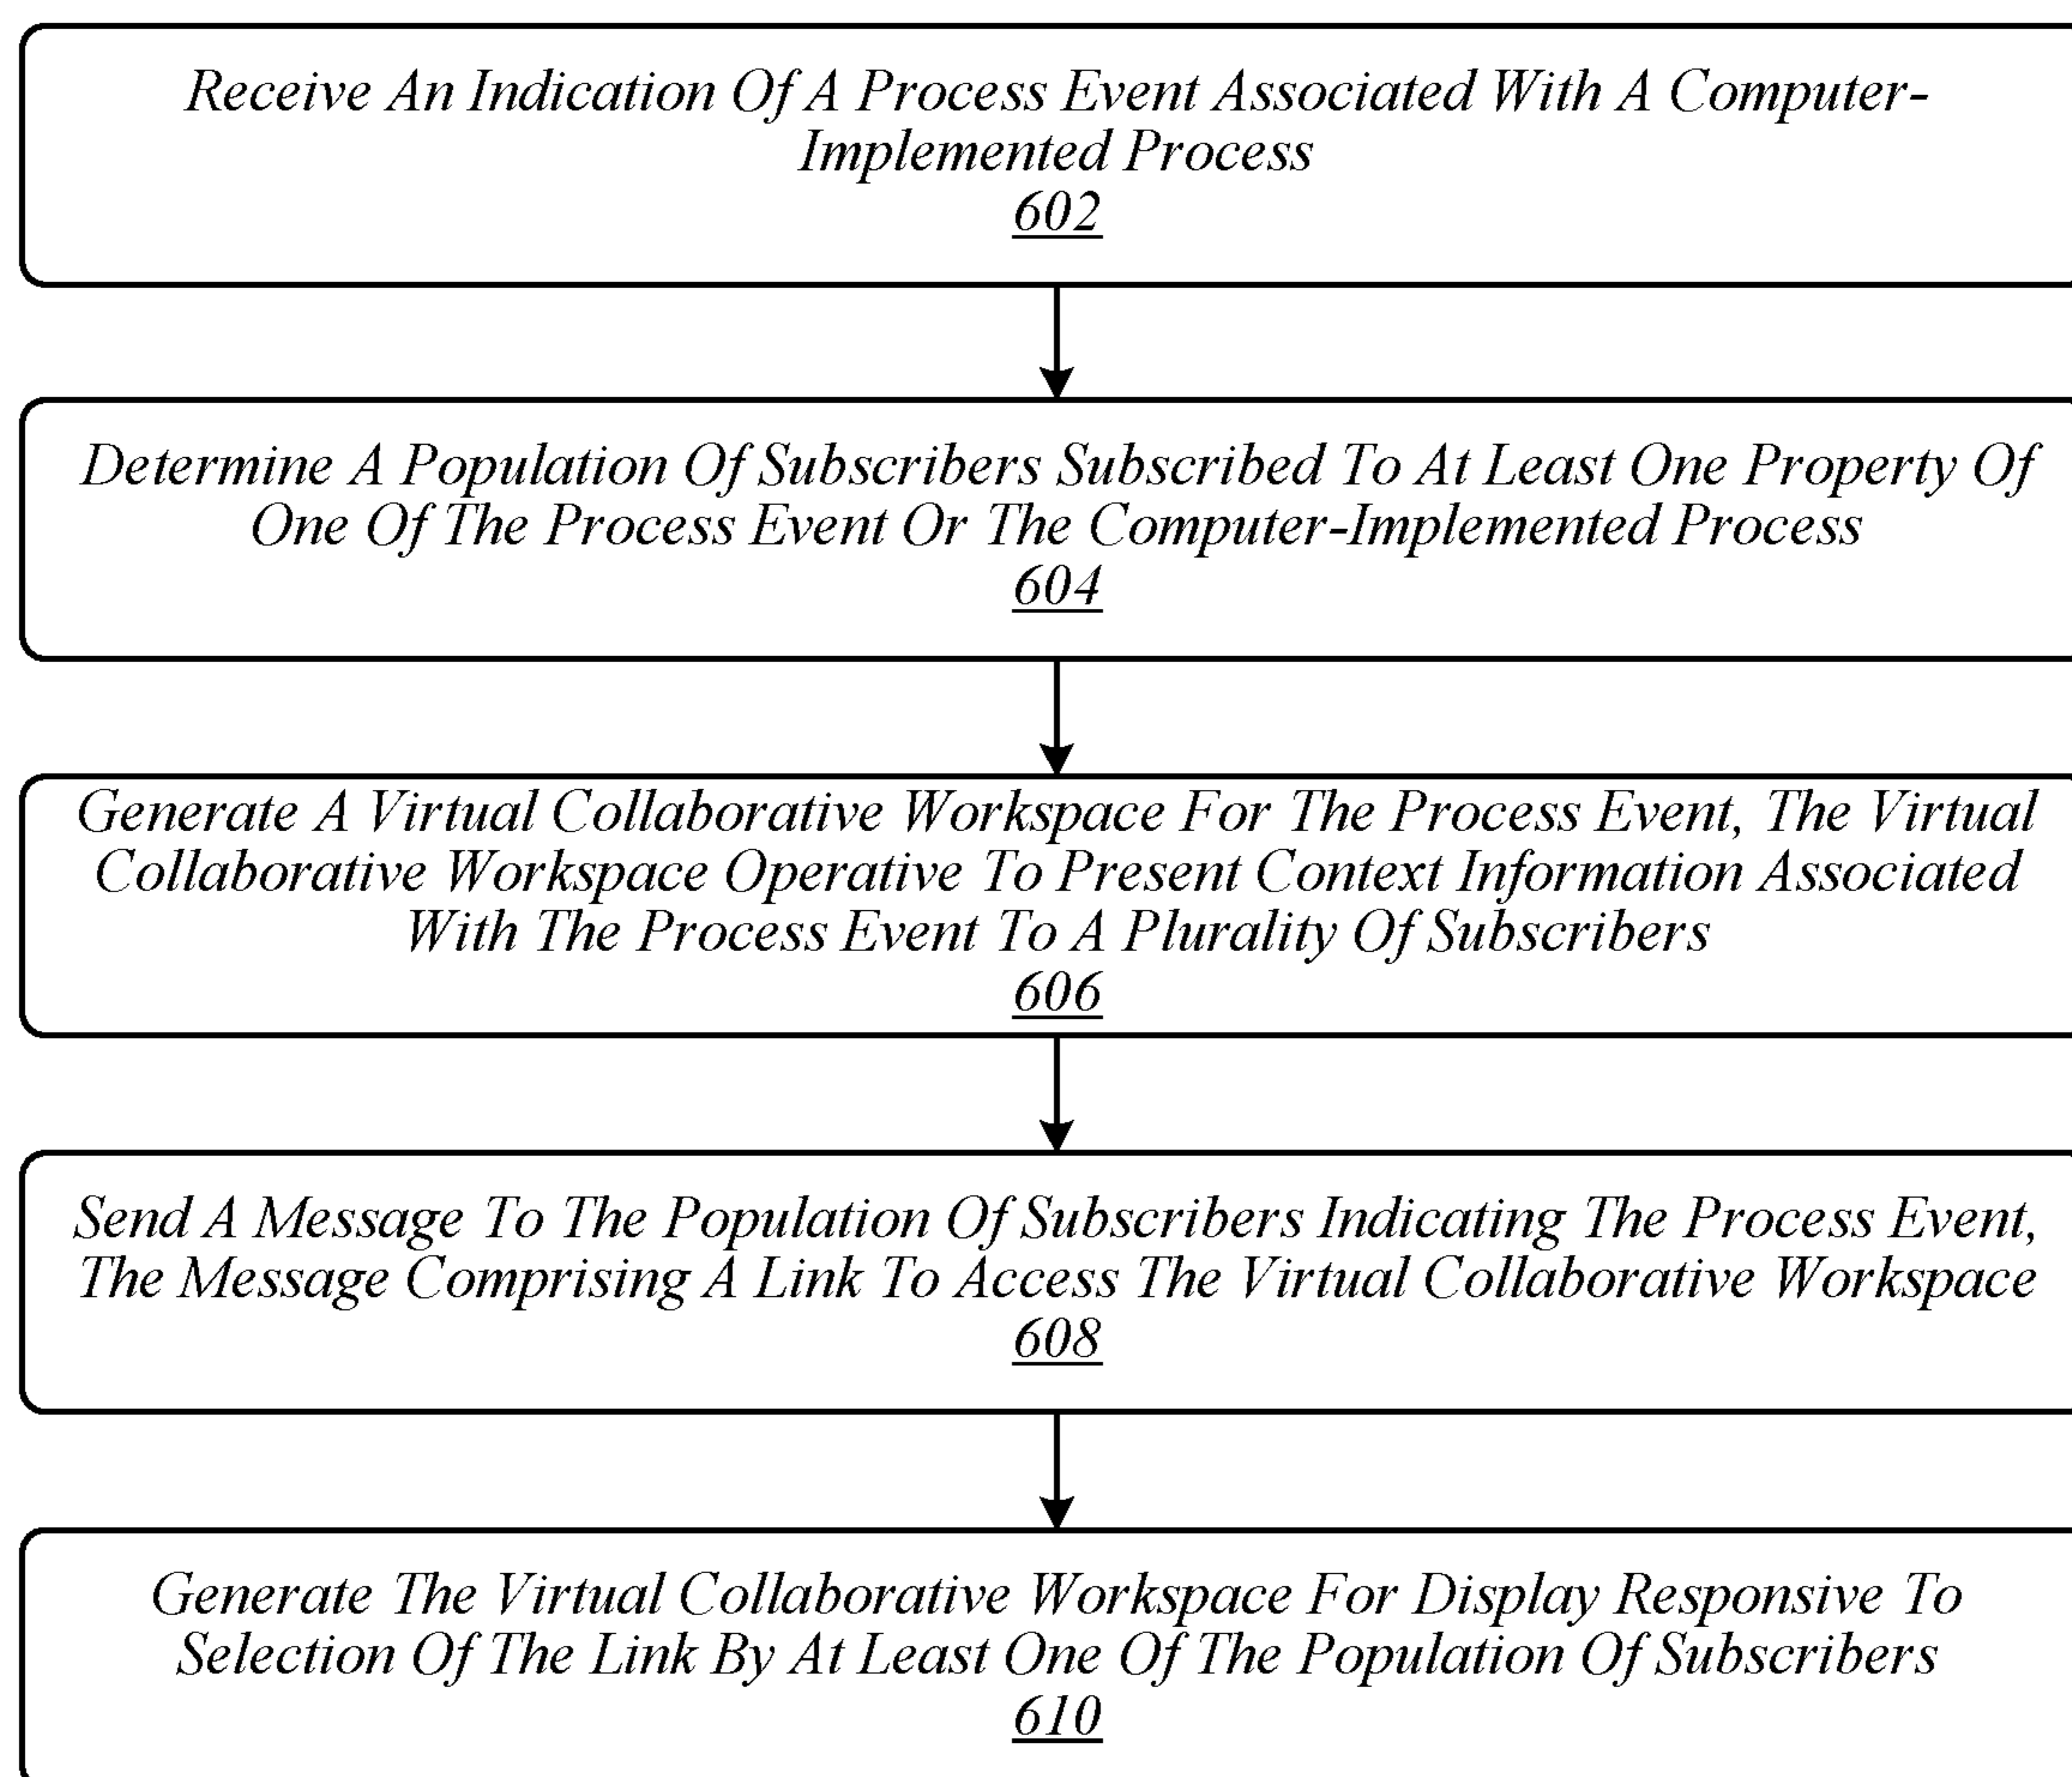 Receive An Indication Of A Process Event Associated With A Computer-
Implemented Process
602
Determine A Population Of Subscribers Subscribed To At Least One Property Of
One Of The Process Event Or The Computer-Implemented Process
604
Generate A Virtual Collaborative Workspace For The Process Event, The Virtual
Collaborative Workspace Operative To Present Context Information Associated
With The Process Event To A Plurality Of Subscribers
606
Send A Message To The Population Of Subscribers Indicating The Process Event,
The Message Comprising A Link To Access The Virtual Collaborative Workspace
608
Generate The Virtual Collaborative Workspace For Display Responsive To
Selection Of The Link By At Least One Of The Population Of Subscribers
610